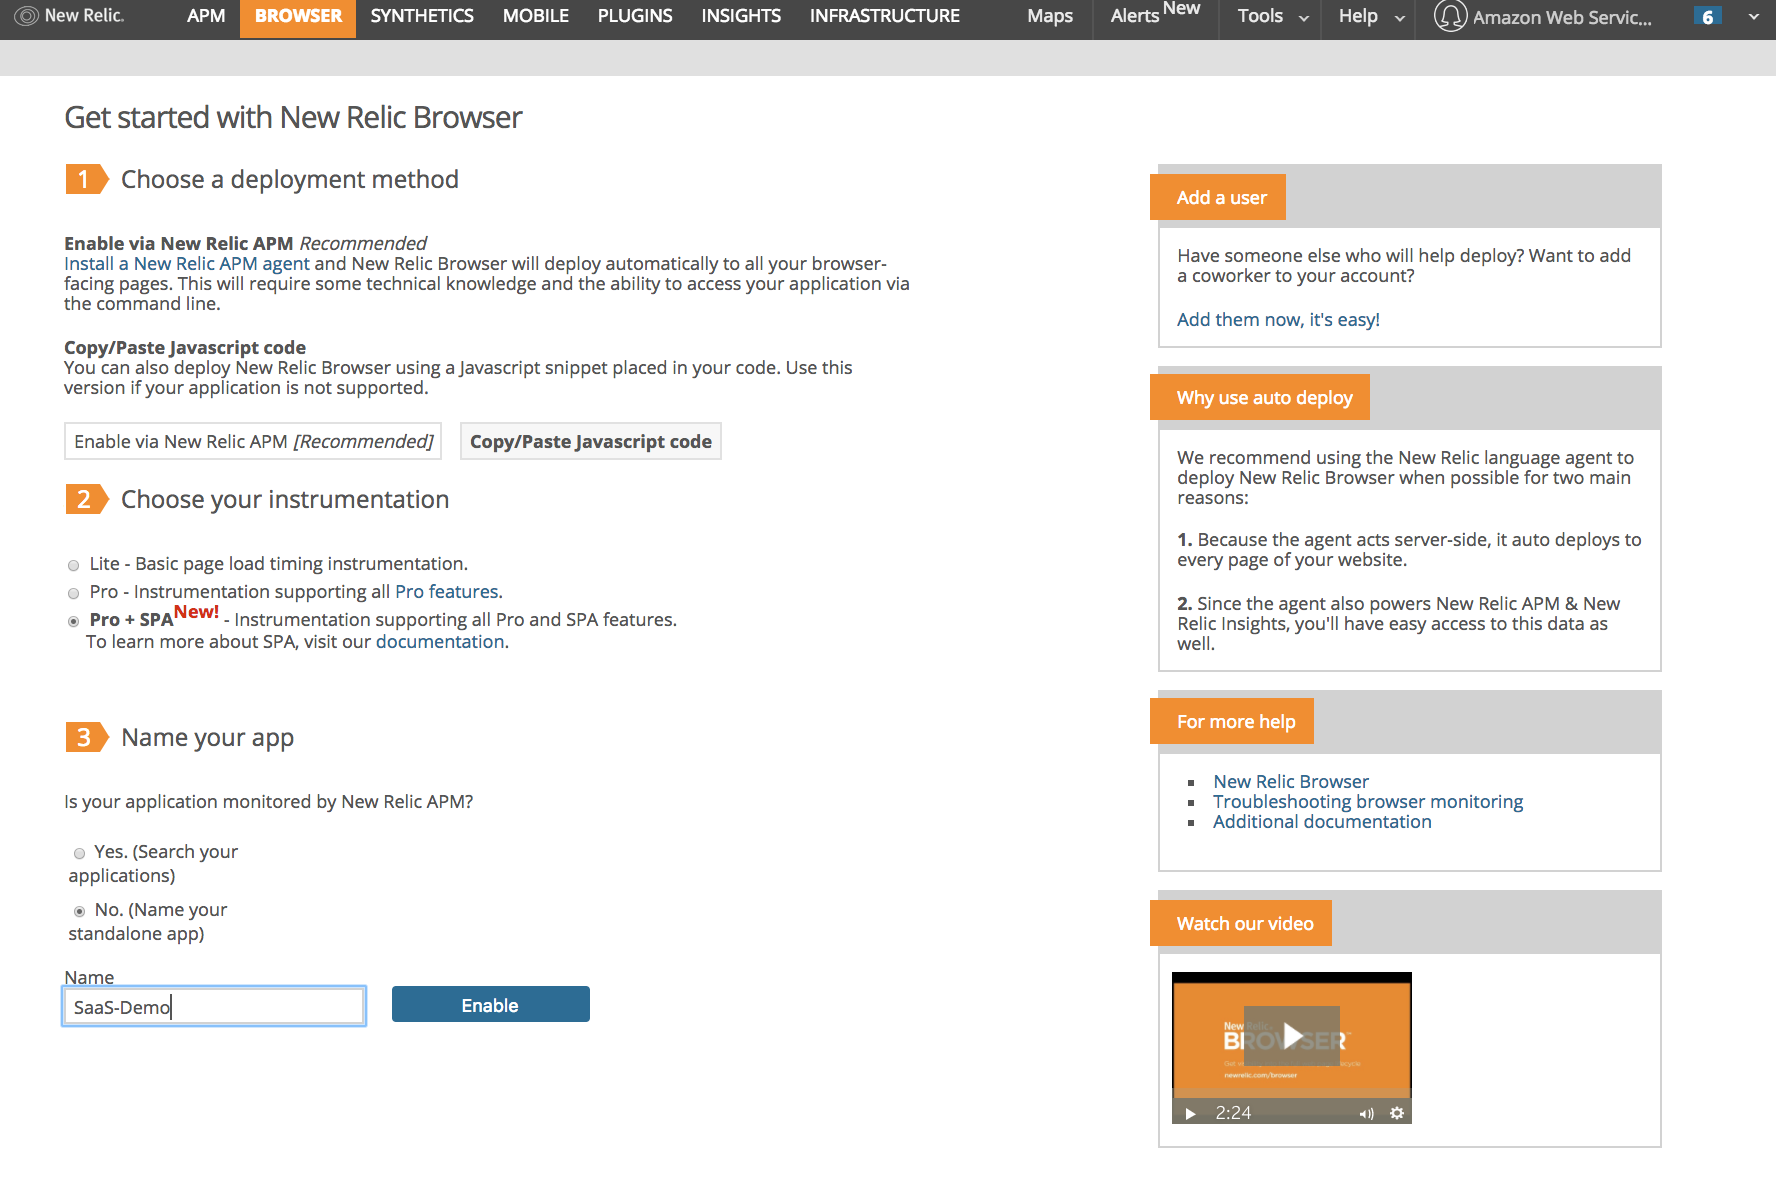 New Relic.
APM BROWSER SYNTHETICS MOBILE PLUGINS INSIGHTS INFRASTRUCTURE Maps Alerts New Tools Help Amazon Web Servic... 6
Get started with New Relic Browser
1 Choose a deployment method
Enable via New Relic APM Recommended
Install a New Relic APM agent and New Relic Browser will deploy automatically to all your browser-
facing pages. This will require some technical knowledge and the ability to access your application via
the command line.
Copy/Paste Javascript code
You can also deploy New Relic Browser using a Javascript snippet placed in your code. Use this
version if your application is not supported.
Enable via New Relic APM [Recommended] Copy/Paste Javascript code
2 Choose your instrumentation
Lite - Basic page load timing instrumentation.
Pro - Instrumentation supporting all Pro features.
Pro + SPA New! - Instrumentation supporting all Pro and SPA features.
To learn more about SPA, visit our documentation.
3 Name your app
Is your application monitored by New Relic APM?
Yes. (Search your
applications)
No. (Name your
standalone app)
Name
SaaS-Demo Enable
Add a user
Have someone else who will help deploy? Want to add
a coworker to your account?
Add them now, it's easy!
Why use auto deploy
We recommend using the New Relic language agent to
deploy New Relic Browser when possible for two main
reasons:
1. Because the agent acts server-side, it auto deploys to
every page of your website.
2. Since the agent also powers New Relic APM & New
Relic Insights, you'll have easy access to this data as
well.
For more help
New Relic Browser
Troubleshooting browser monitoring
Additional documentation
Watch our video
New Relic
BROWSER
newrelic.com/browser
2:24